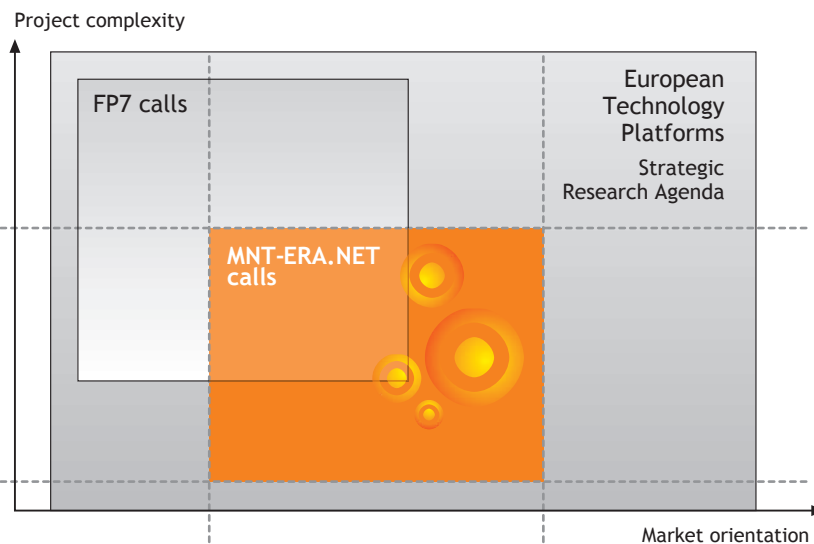 Project complexity
FP7 calls
European
Technology
Platforms
Strategic
Research Agenda
MNT-ERA.NET
calls
Market orientation